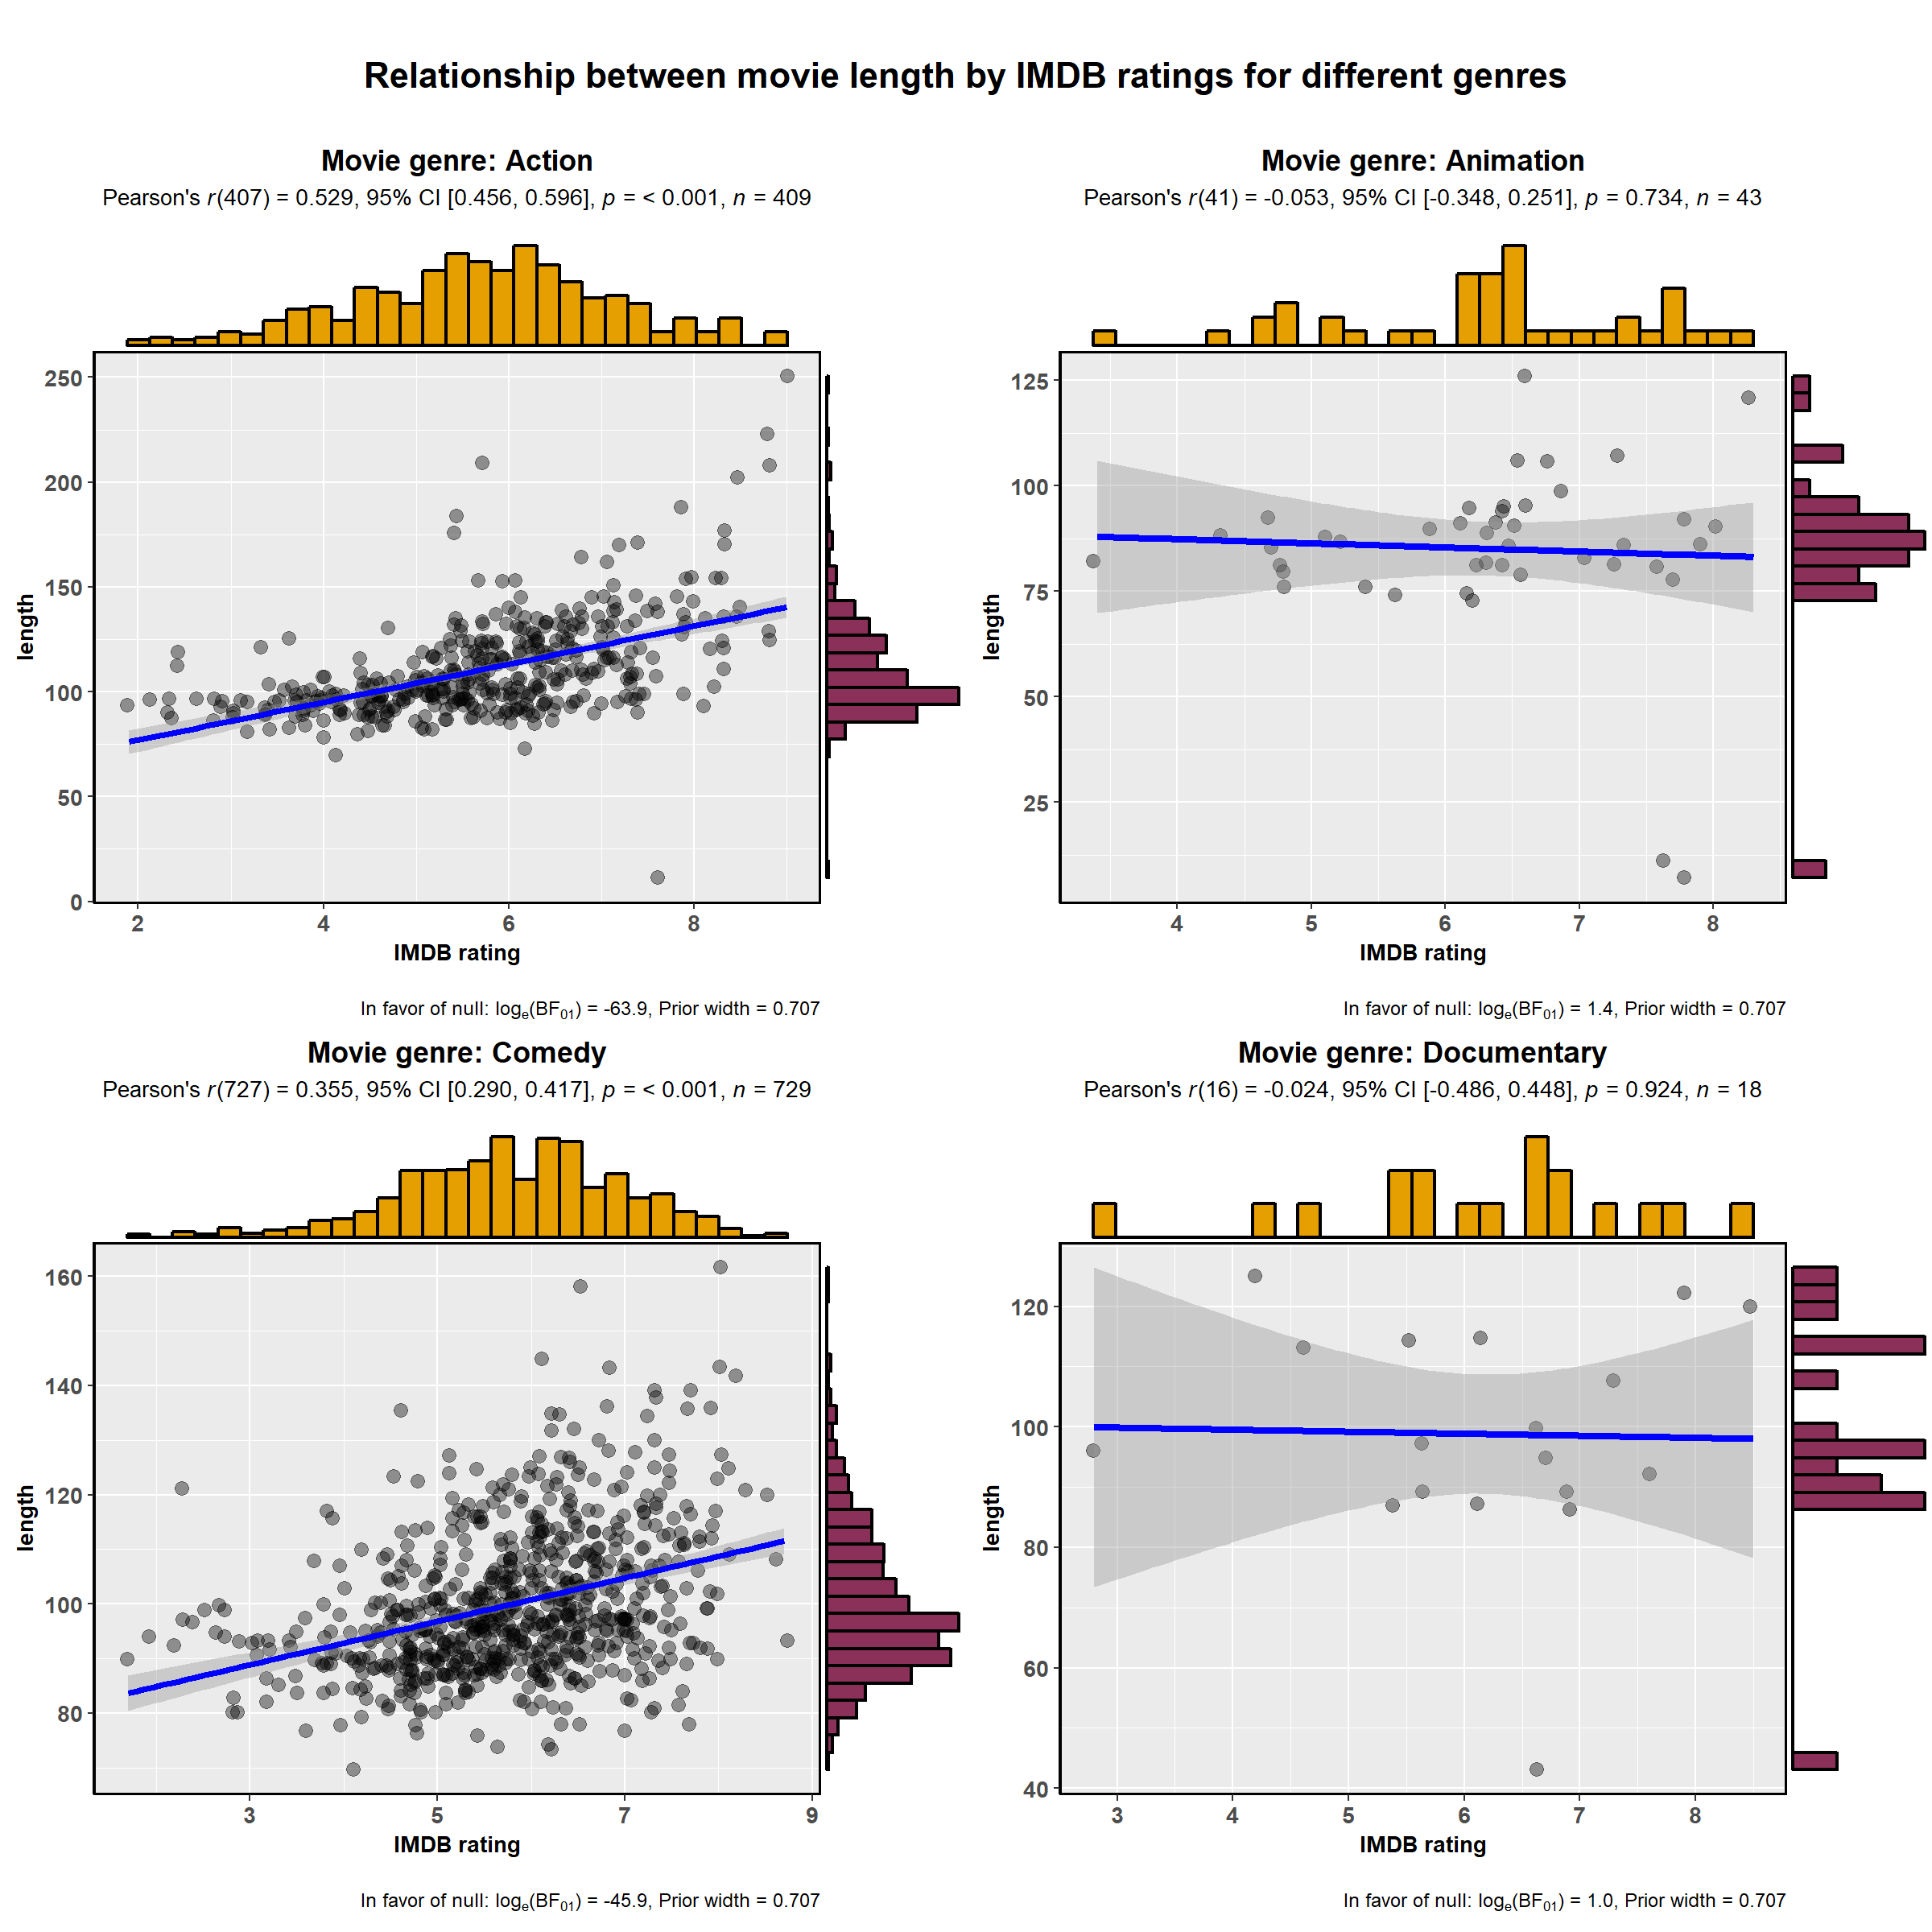 Relationship between movie length by IMDB ratings for different genres
Movie genre: Action
Pearson's r(407) = 0.529, 95% CI [0.456, 0.596], p = < 0.001, n = 409
250
200
150
100
50
0
length
2 4 6 8
IMDB rating
In favor of null: logₑ(BF₀₁) = -63.9, Prior width = 0.707
Movie genre: Animation
Pearson's r(41) = -0.053, 95% CI [-0.348, 0.251], p = 0.734, n = 43
125
100
75
50
25
length
4 5 6 7 8
IMDB rating
In favor of null: logₑ(BF₀₁) = 1.4, Prior width = 0.707
Movie genre: Comedy
Pearson's r(727) = 0.355, 95% CI [0.290, 0.417], p = < 0.001, n = 729
160
140
120
100
80
length
3 5 7 9
IMDB rating
In favor of null: logₑ(BF₀₁) = -45.9, Prior width = 0.707
Movie genre: Documentary
Pearson's r(16) = -0.024, 95% CI [-0.486, 0.448], p = 0.924, n = 18
120
100
80
60
40
length
3 4 5 6 7 8
IMDB rating
In favor of null: logₑ(BF₀₁) = 1.0, Prior width = 0.707